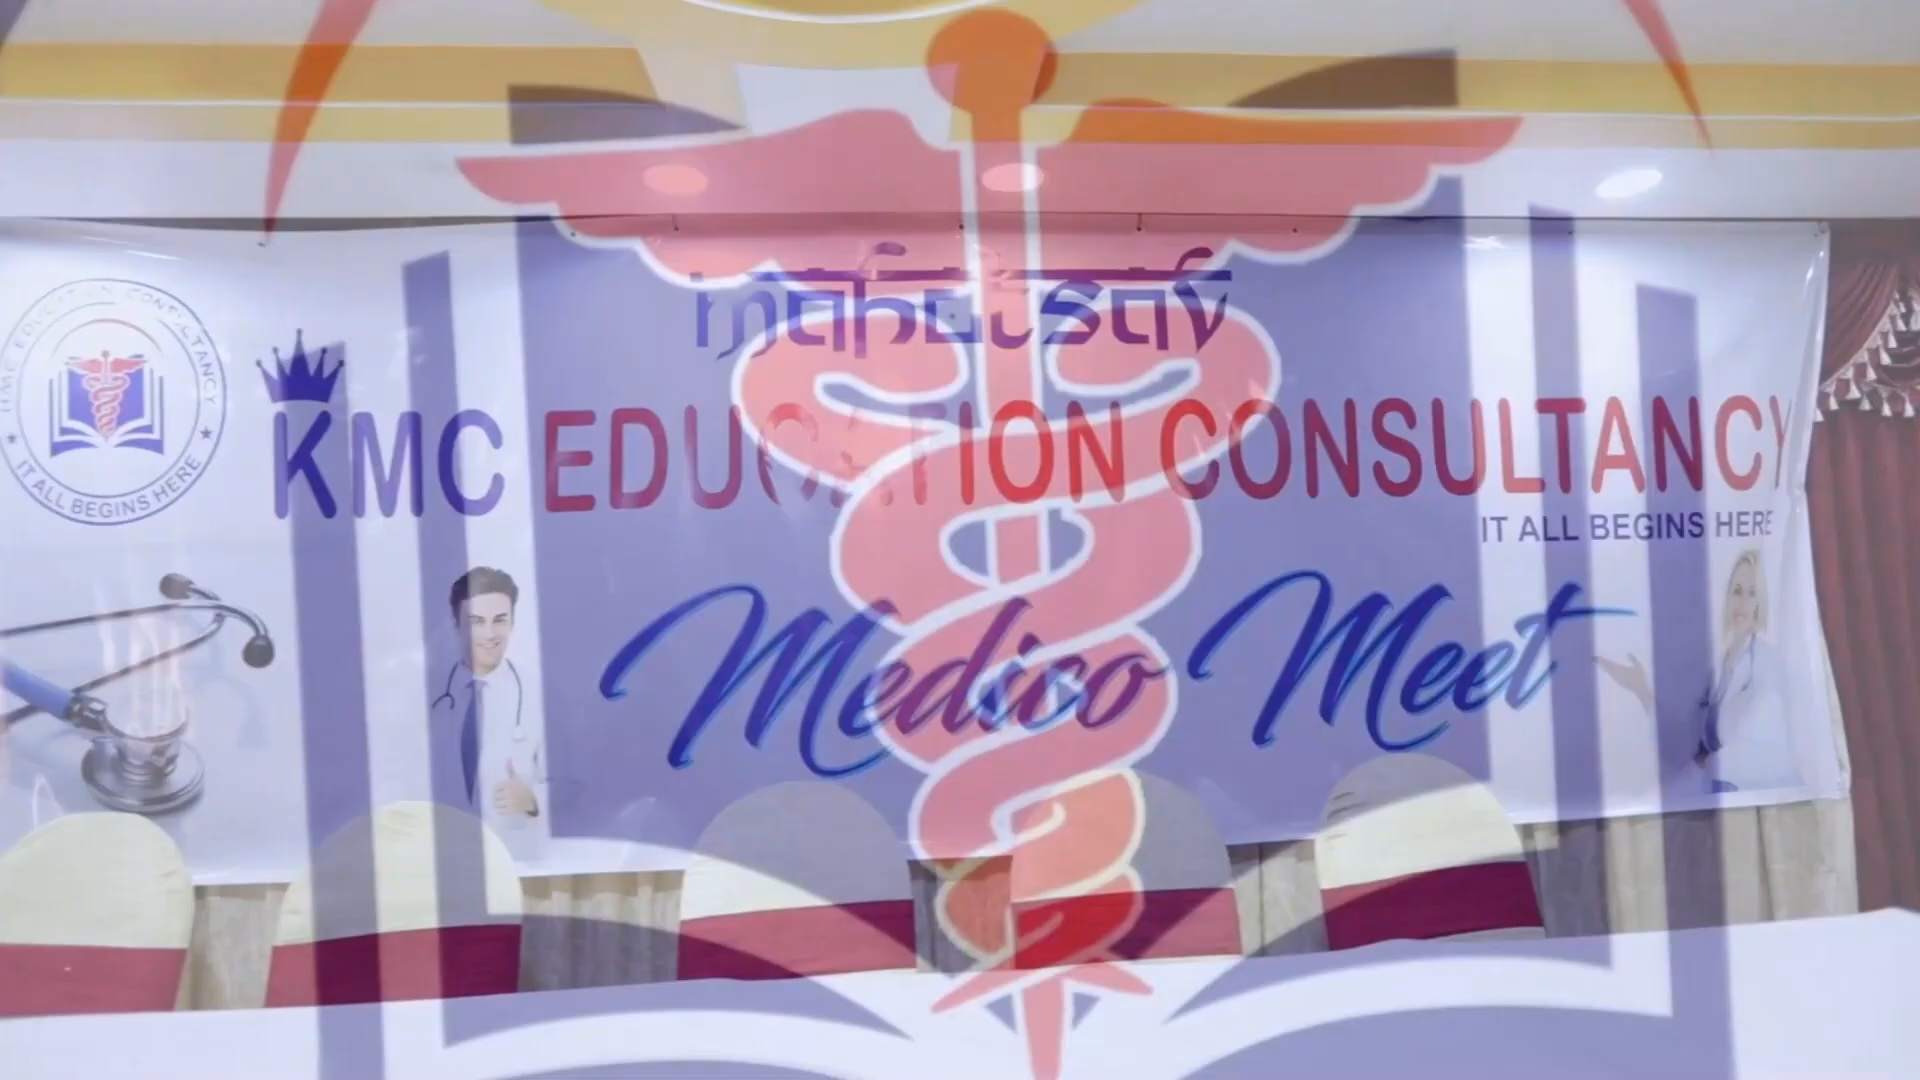 mahotsav
KMC EDUCATION CONSULTANCY
IT ALL BEGINS HERE
Medico Meet
KMC EDUCATION CONSULTANCY
IT ALL BEGINS HERE